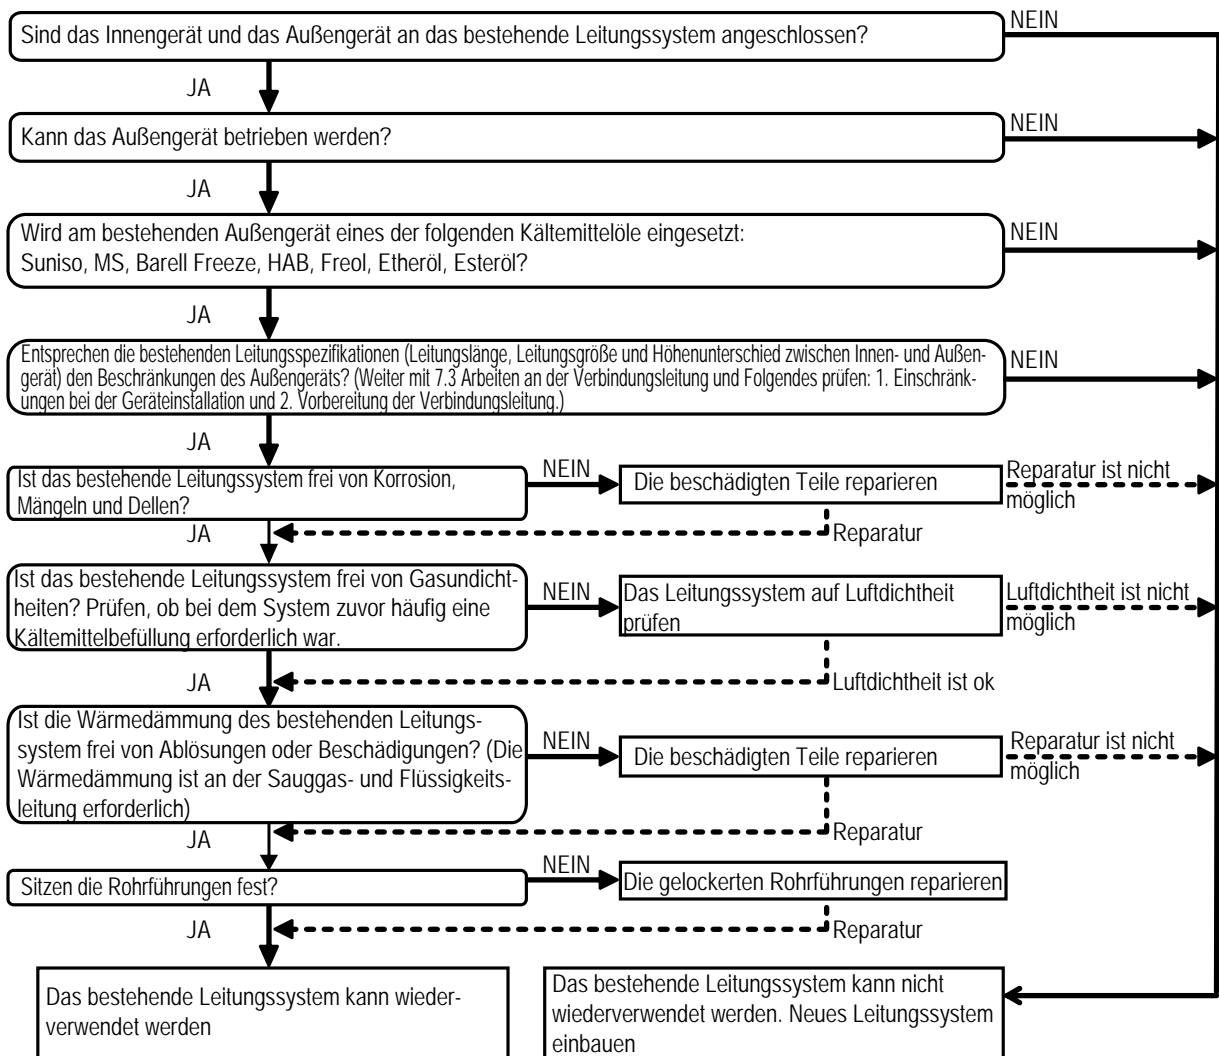 NEIN
Sind das Innengerät und das Außengerät an das bestehende Leitungssystem angeschlossen?
JA
NEIN
Kann das Außengerät betrieben werden?
JA
NEIN
Wird am bestehenden Außengerät eines der folgenden Kältemittelöle eingesetzt:
Suniso, MS, Barell Freeze, HAB, Freol, Etheröl, Esteröl?
JA
Entsprechen die bestehenden Leitungsspezifikationen (Leitungslänge, Leitungsgröße und Höhenunterschied zwischen Innen- und Außen-
gerät) den Beschränkungen des Außengeräts? (Weiter mit 7.3 Arbeiten an der Verbindungsleitung und Folgendes prüfen: 1. Einschränk-
ungen bei der Geräteinstallation und 2. Vorbereitung der Verbindungsleitung.)
NEIN
JA
Ist das bestehende Leitungssystem frei von Korrosion,
Mängeln und Dellen?
NEIN
Die beschädigten Teile reparieren
Reparatur ist nicht
möglich
JA
Reparatur
Ist das bestehende Leitungssystem frei von Gasundicht-
heiten? Prüfen, ob bei dem System zuvor häufig eine
Kältemittelbefüllung erforderlich war.
NEIN
Das Leitungssystem auf Luftdichtheit
prüfen
Luftdichtheit ist nicht
möglich
JA
Luftdichtheit ist ok
Ist die Wärmedämmung des bestehenden Leitungs-
system frei von Ablösungen oder Beschädigungen? (Die
Wärmedämmung ist an der Sauggas- und Flüssigkeits-
leitung erforderlich)
NEIN
Die beschädigten Teile reparieren
Reparatur ist nicht
möglich
JA
Reparatur
Sitzen die Rohrführungen fest?
NEIN
Die gelockerten Rohrführungen reparieren
JA
Reparatur
Das bestehende Leitungssystem kann wieder-
verwendet werden
Das bestehende Leitungssystem kann nicht
wiederverwendet werden. Neues Leitungssystem
einbauen